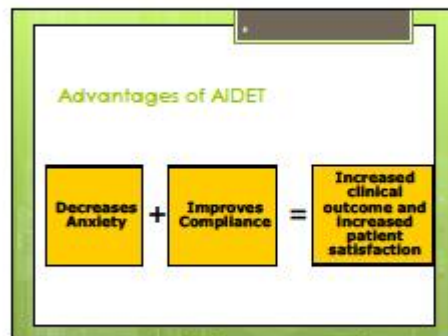 Advantages of AIDET
Decreases
Anxiety
+
Improves
Compliance
=
Increased
clinical
outcome and
increased
patient
satisfaction